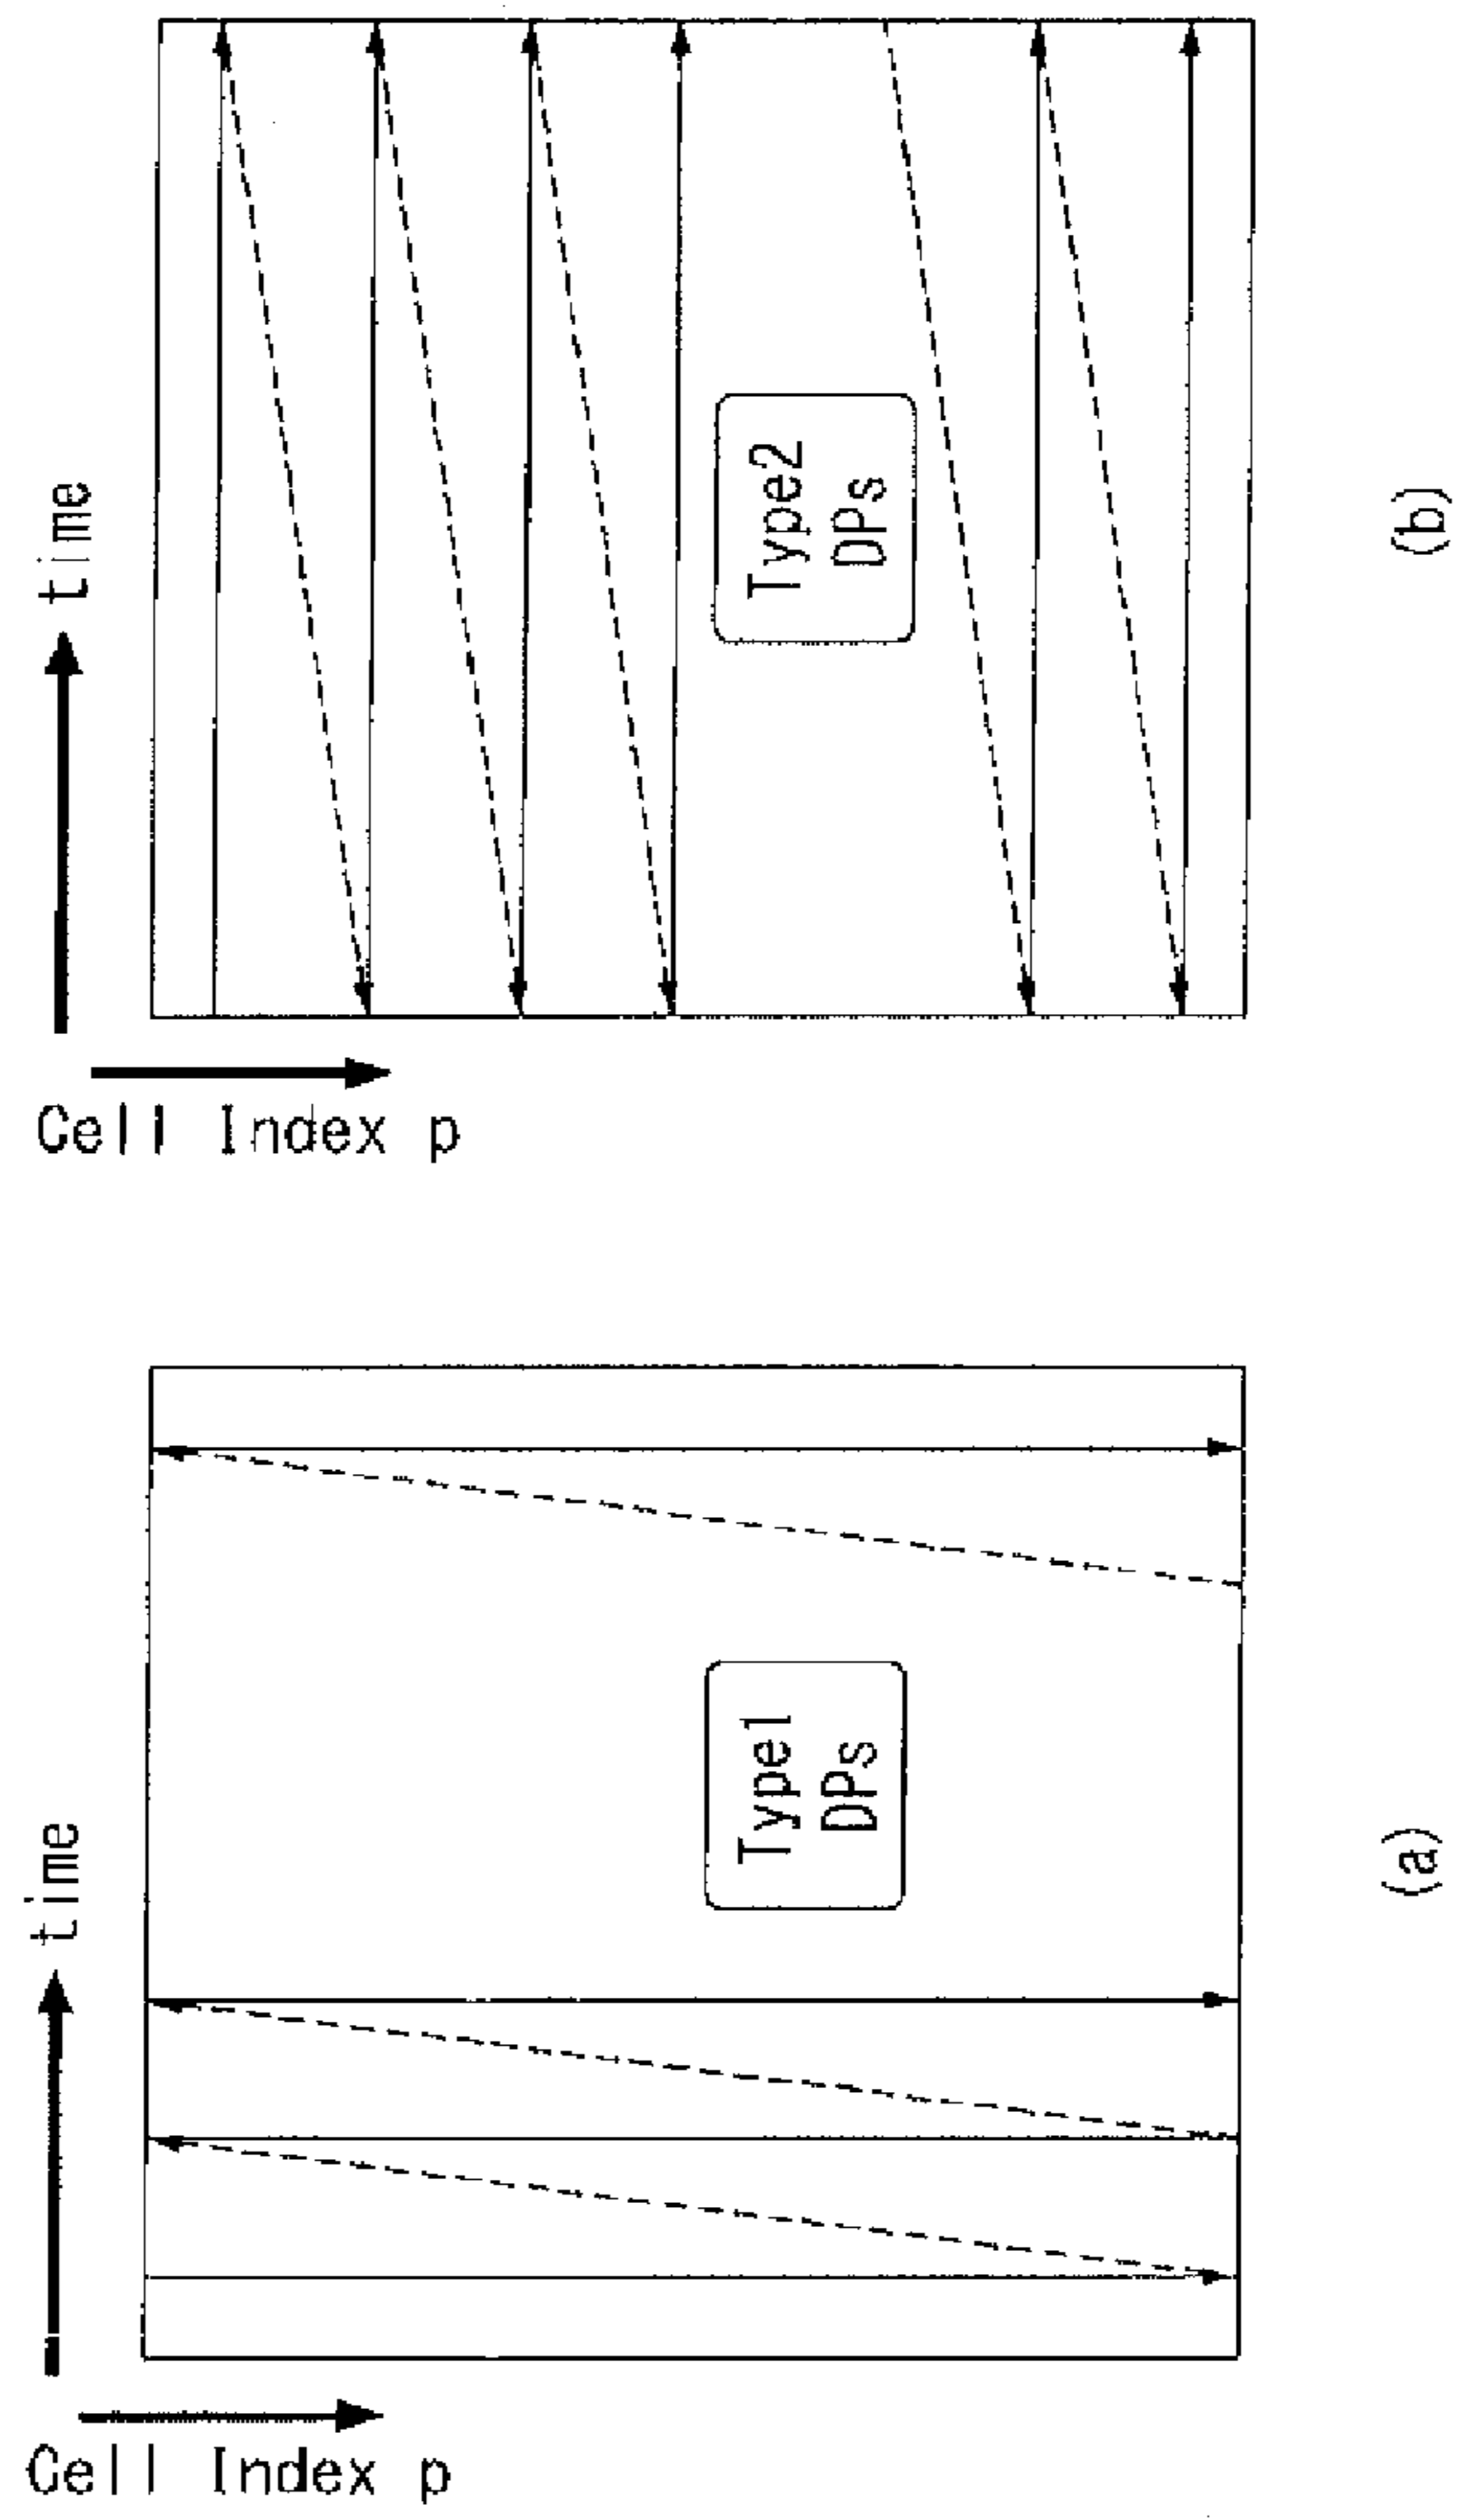 time
Type2
DPs
(b)
Cell Index p
time
Type1
DPs
(a)
Cell Index p